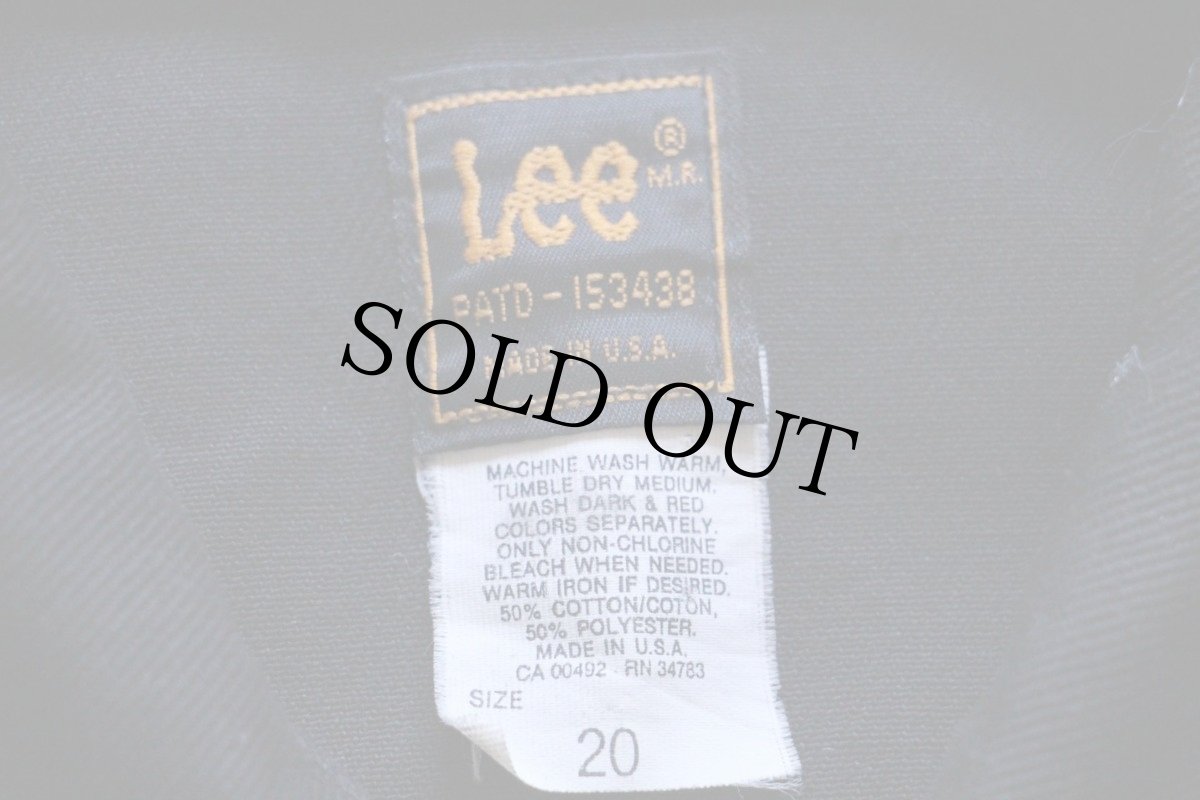 Lee ®
M.R.
PATD-153438
MADE IN U.S.A.
SOLD OUT
MACHINE WASH WARM,
TUMBLE DRY MEDIUM.
WASH DARK & RED
COLORS SEPARATELY.
ONLY NON-CHLORINE
BLEACH WHEN NEEDED.
WARM IRON IF DESIRED.
50% COTTON/COTON,
50% POLYESTER.
MADE IN U.S.A.
CA 00492 - RN 34783
SIZE
20